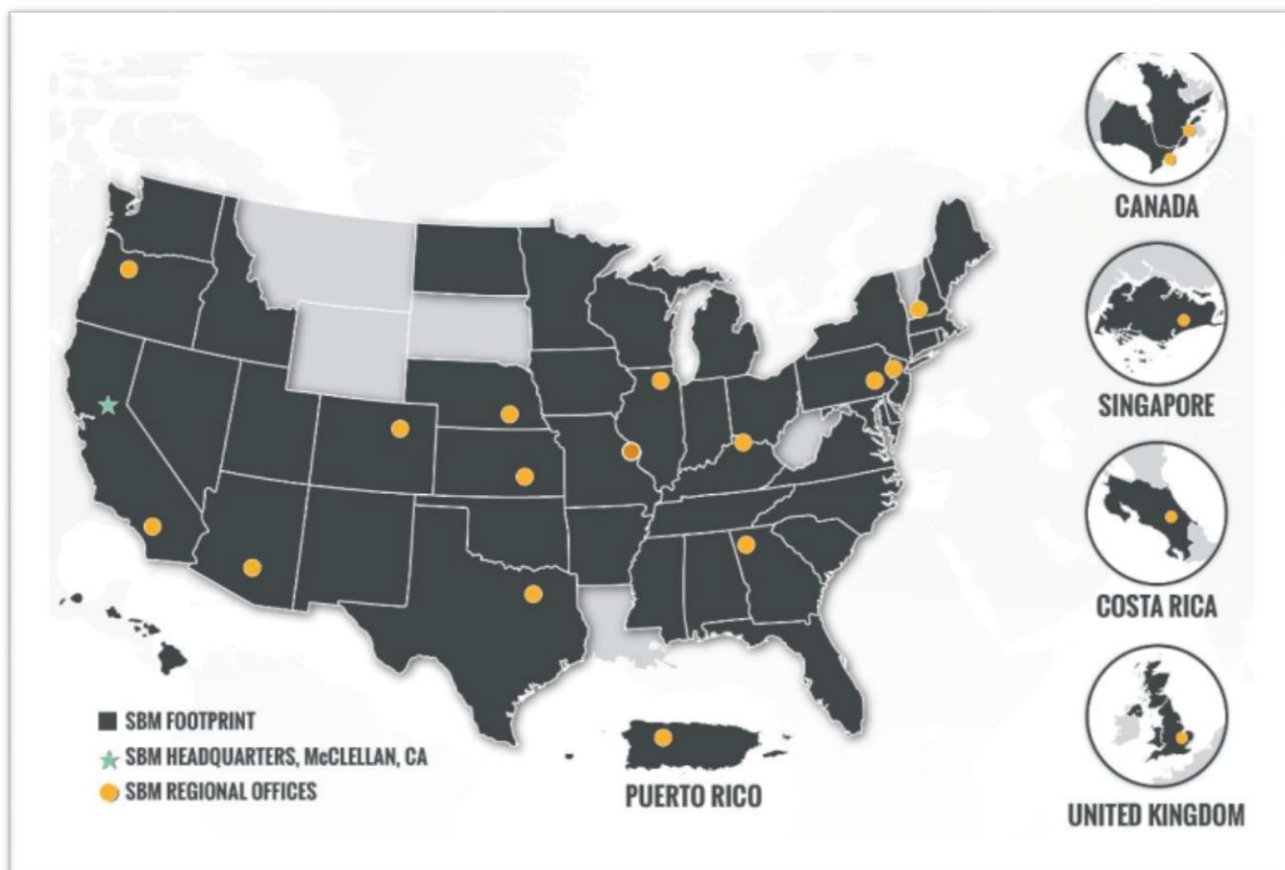 CANADA
SINGAPORE
COSTA RICA
UNITED KINGDOM
SBM FOOTPRINT
SBM HEADQUARTERS, McCLELLAN, CA
SBM REGIONAL OFFICES
PUERTO RICO